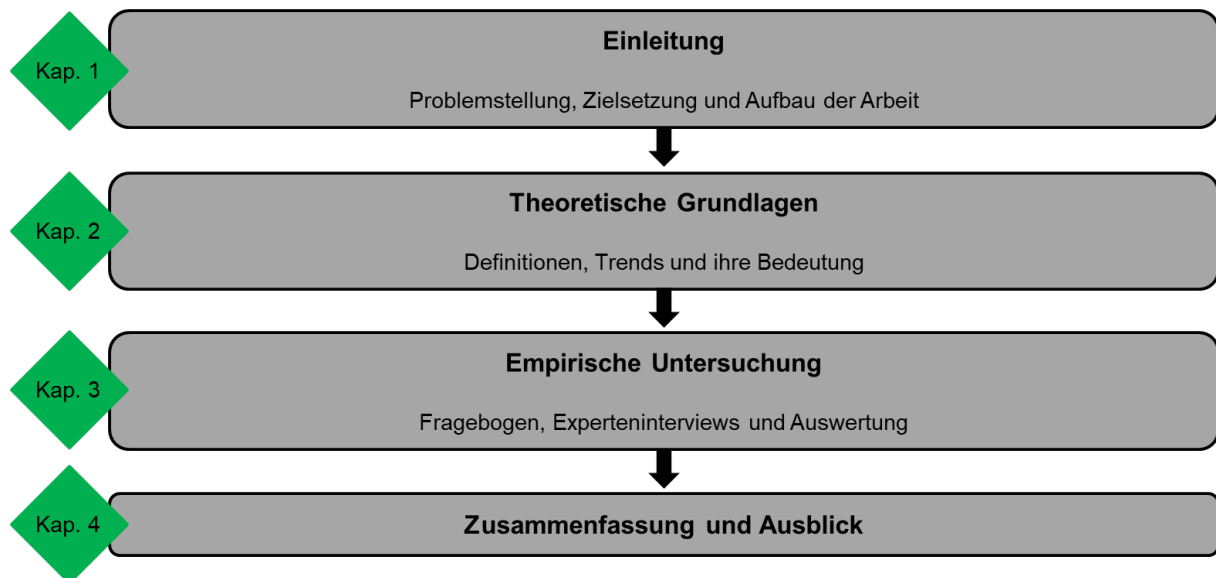 Kap. 1
Einleitung
Problemstellung, Zielsetzung und Aufbau der Arbeit
Kap. 2
Theoretische Grundlagen
Definitionen, Trends und ihre Bedeutung
Kap. 3
Empirische Untersuchung
Fragebogen, Experteninterviews und Auswertung
Kap. 4
Zusammenfassung und Ausblick